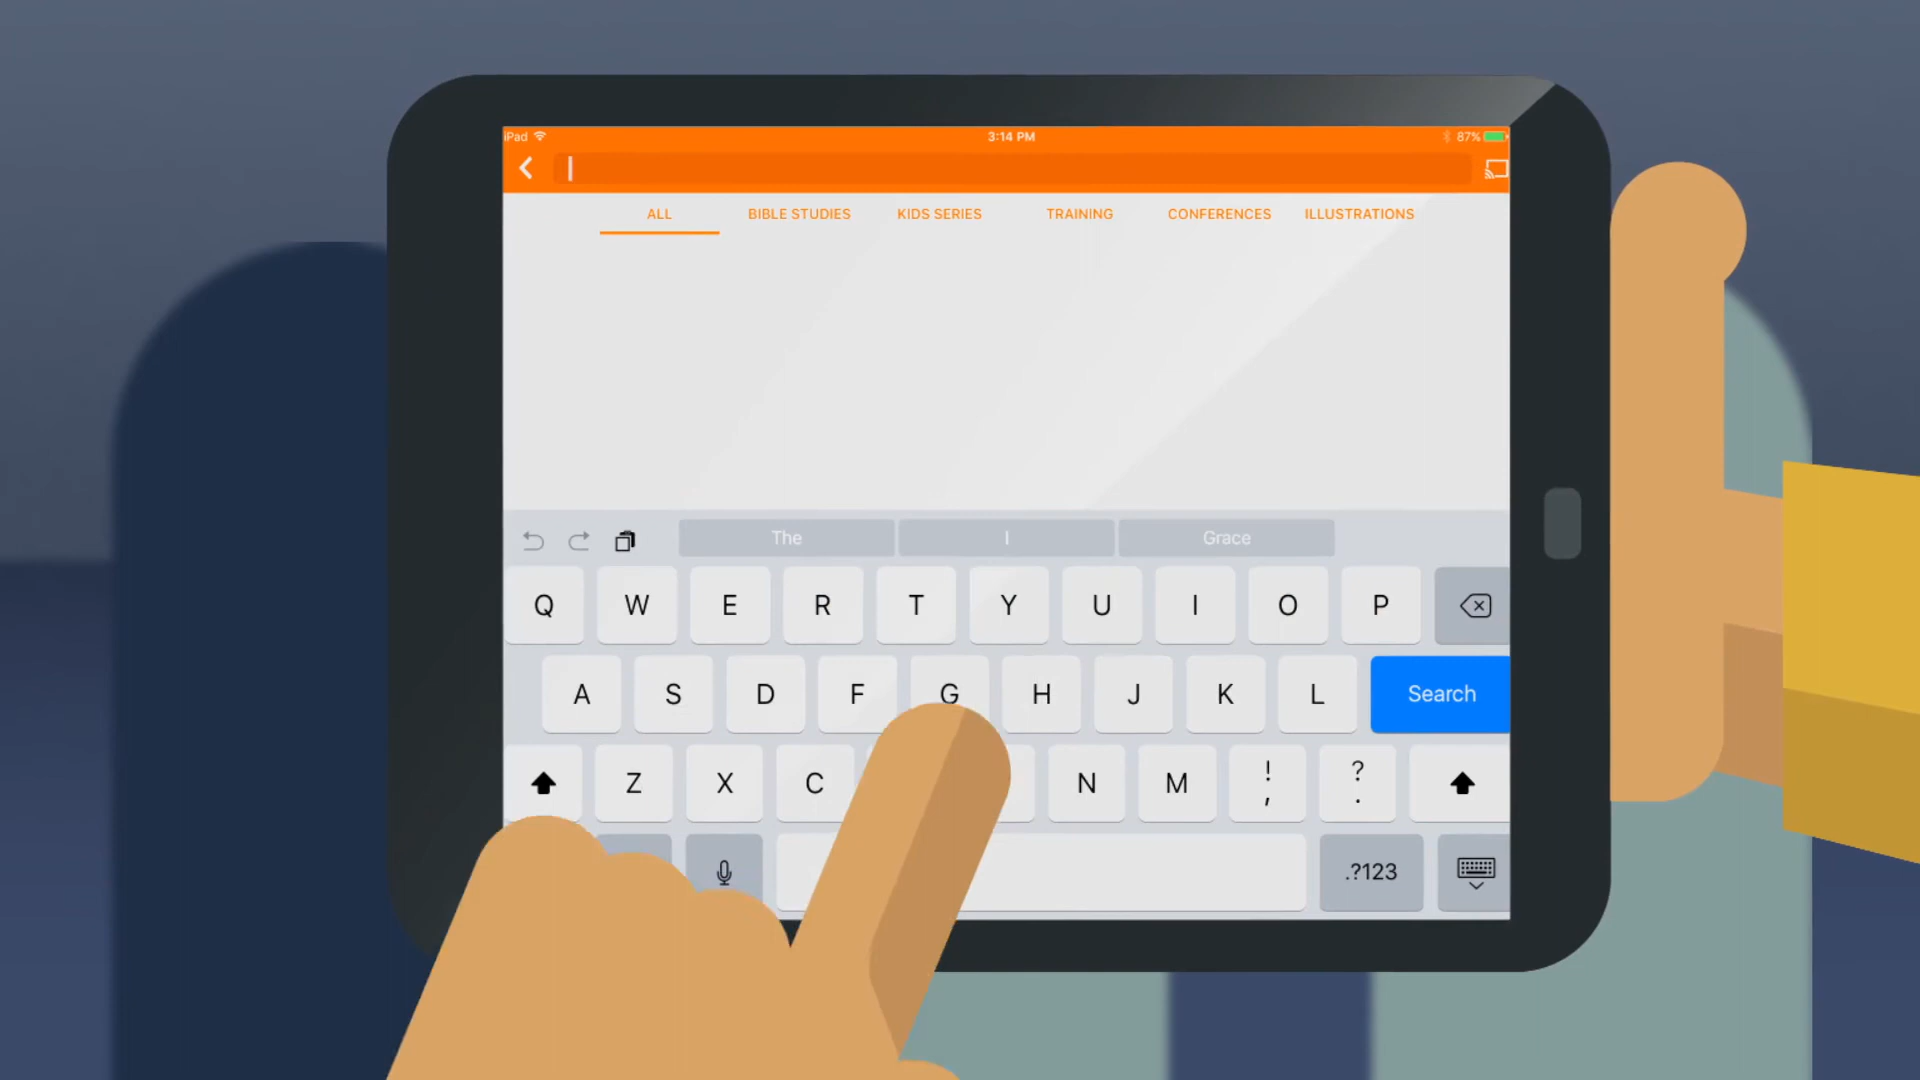 iPad 3:14 PM 87%
ALL BIBLE STUDIES KIDS SERIES TRAINING CONFERENCES ILLUSTRATIONS
The I Grace
Q W E R T Y U I O P
A S D F G H J K L Search
Z X C N M ! , ? .
.?123